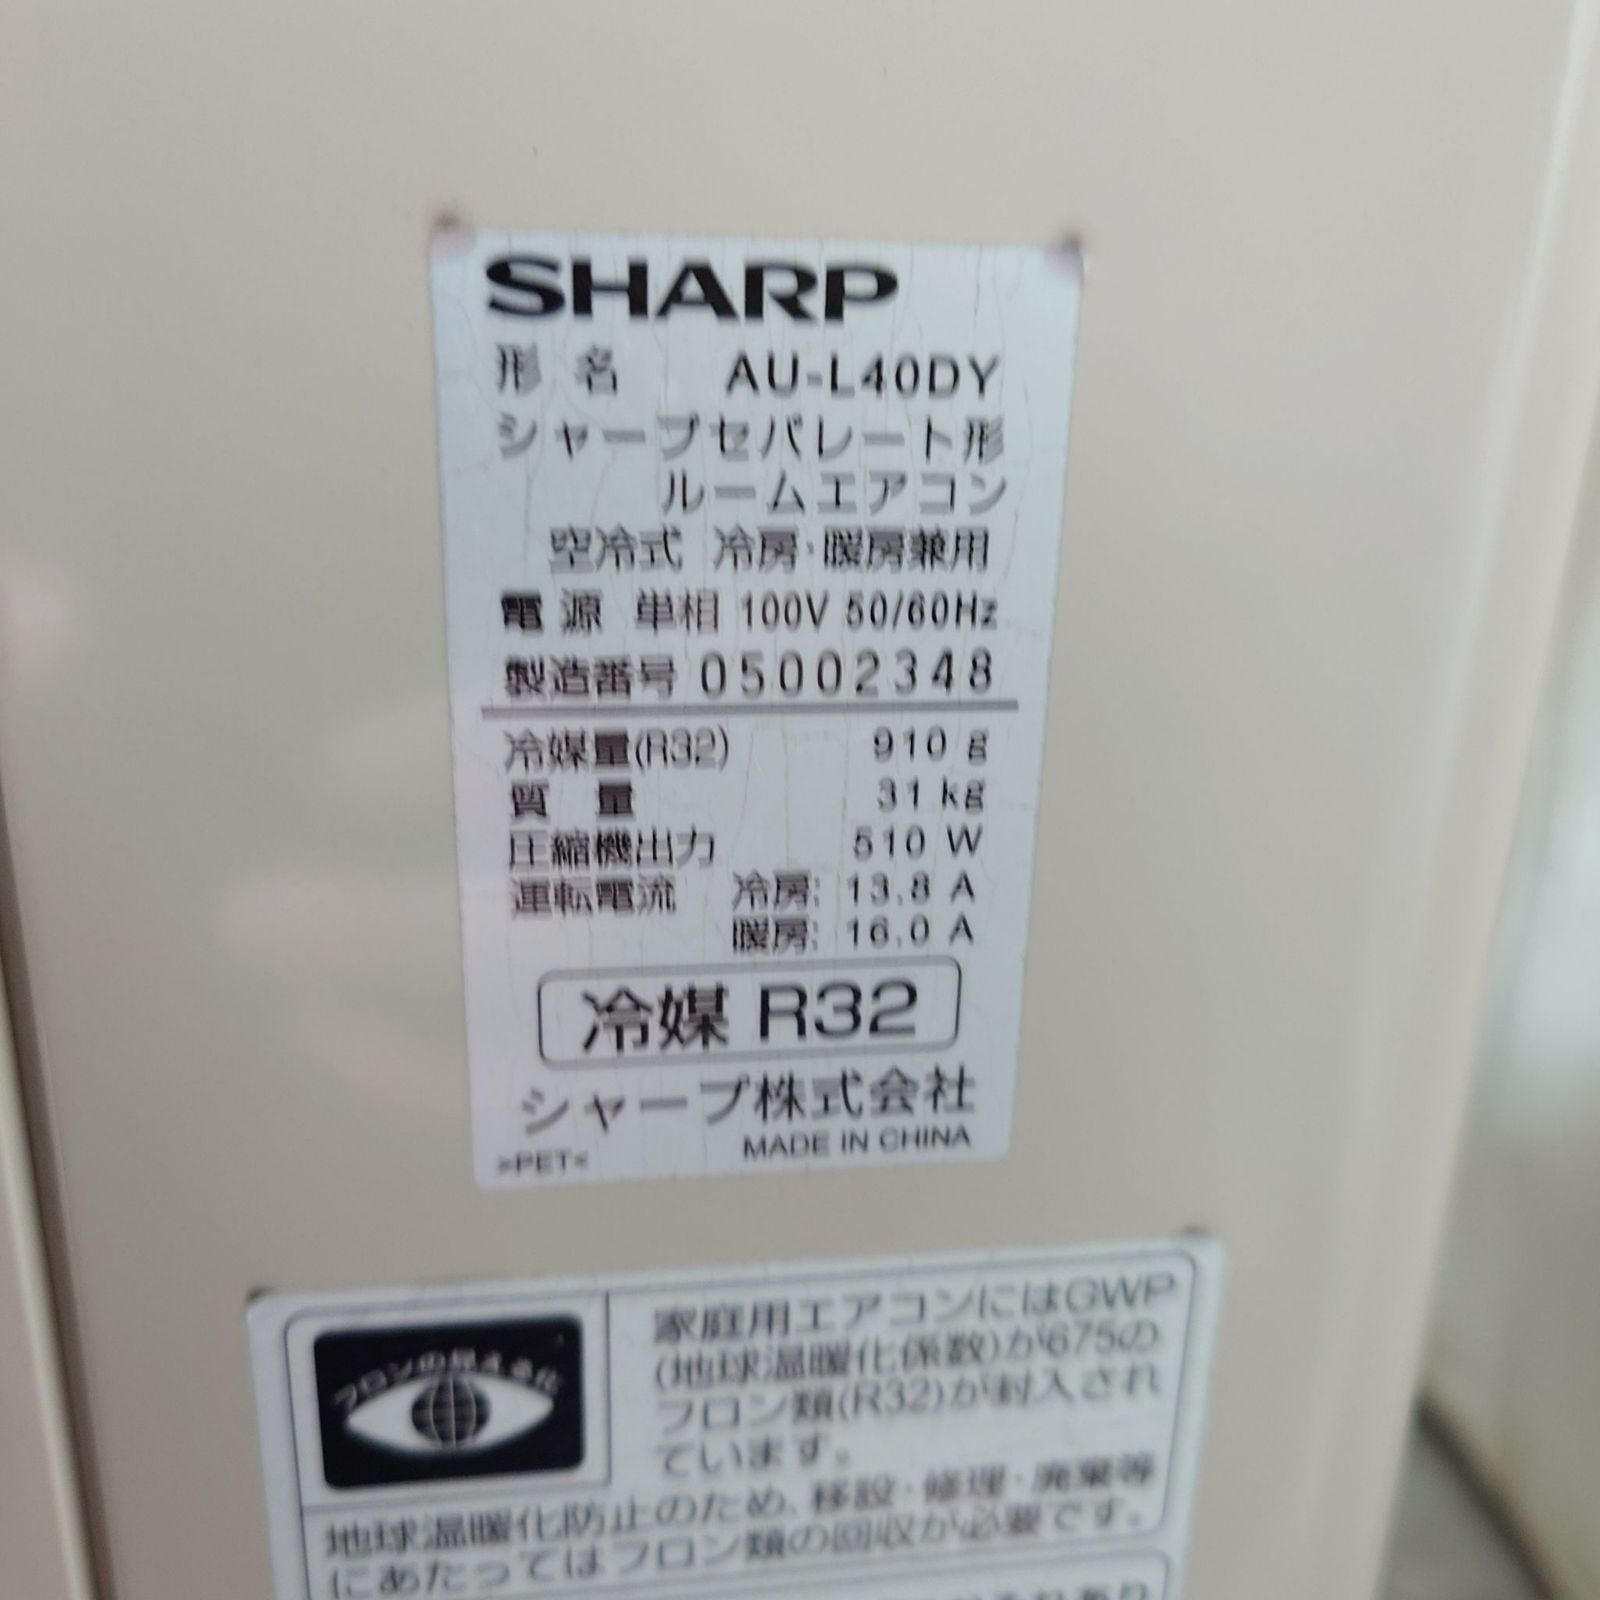 SHARP
形 名 AU-L40DY
シャープセパレート形
ルームエアコン
空冷式 冷房・暖房兼用
電 源 単相 100V 50/60Hz
製造番号 05002348
冷媒量(R32) 910 g
質 量 31 kg
圧縮機出力 510 W
運転電流 冷房: 13.8 A
暖房: 16.0 A
冷媒 R32
シャープ株式会社
MADE IN CHINA
>PET<
フロンの見える化
家庭用エアコンにはGWP
(地球温暖化係数)が675の
フロン類(R32)が封入され
ています。
地球温暖化防止のため、移設・修理・廃棄等
にあたってはフロン類の回収が必要です。